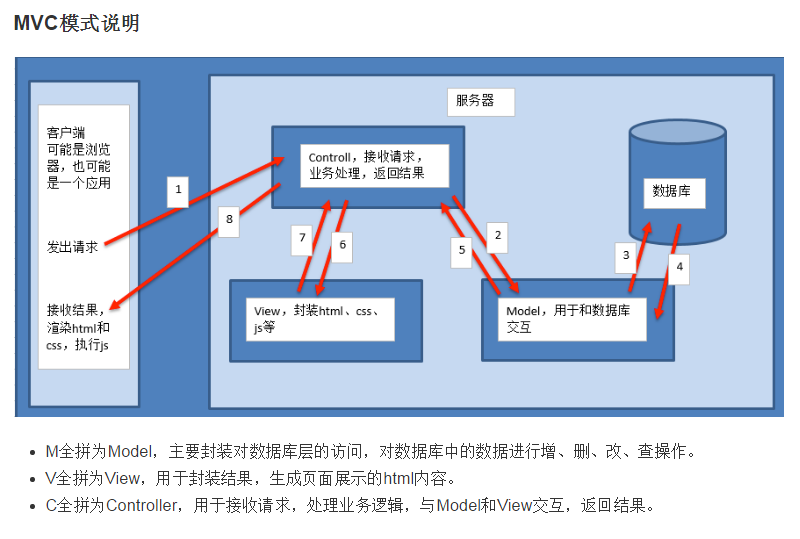 MVC模式说明
服务器
客户端
可能是浏览
器，也可能
是一个应用
发出请求
接收结果，
渲染html和
css，执行js
Controll，接收请求，
业务处理，返回结果
数据库
1
8
7
6
5
2
3
4
View，封装html、css、
js等
Model，用于和数据库
交互
M全拼为Model，主要封装对数据库层的访问，对数据库中的数据进行增、删、改、查操作。
V全拼为View，用于封装结果，生成页面展示的html内容。
C全拼为Controller，用于接收请求，处理业务逻辑，与Model和View交互，返回结果。